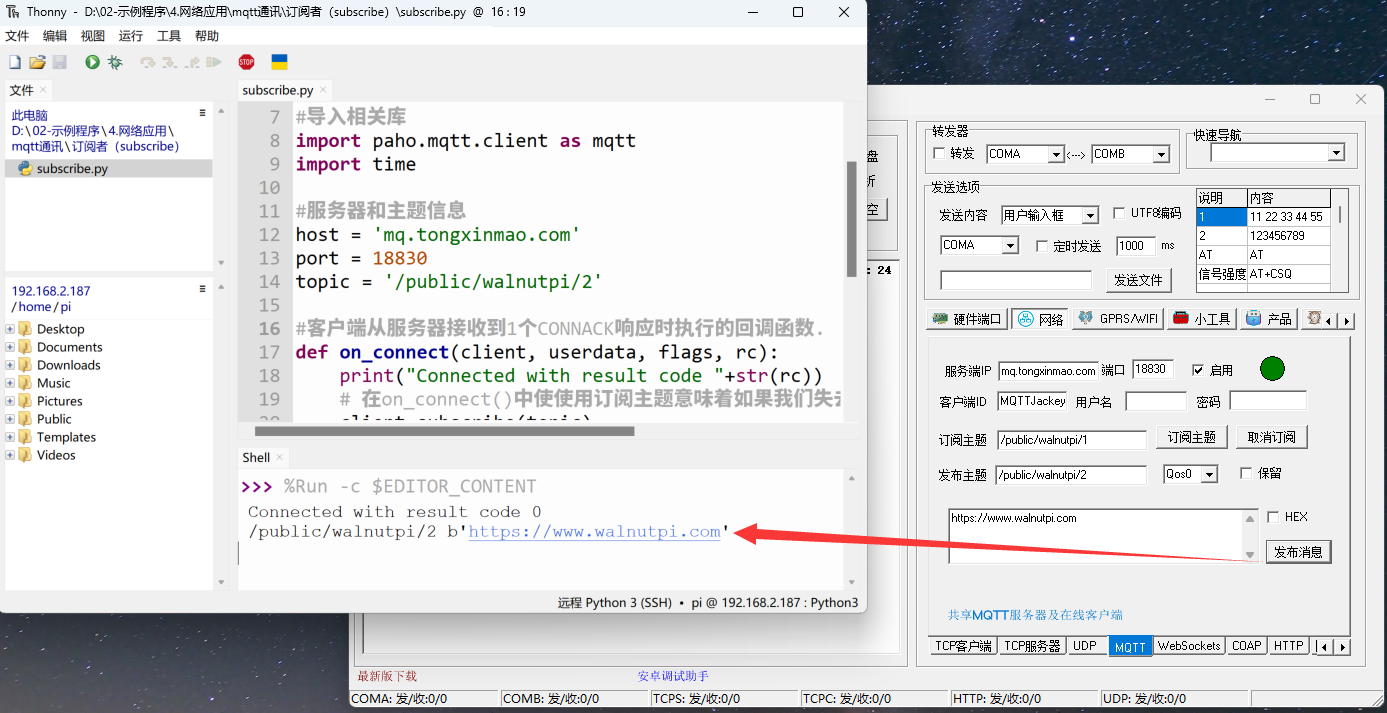 Thonny - D:\02-示例程序\4.网络应用\mqtt通讯\订阅者（subscribe）\subscribe.py @ 16 : 19
文件 编辑 视图 运行 工具 帮助
STOP
文件
此电脑
D:\02-示例程序\4.网络应用\
mqtt通讯\订阅者（subscribe）
subscribe.py
192.168.2.187
/home/pi
Desktop
Documents
Downloads
Music
Pictures
Public
Templates
Videos
subscribe.py
7 #导入相关库
8 import paho.mqtt.client as mqtt
9 import time
10
11 #服务器和主题信息
12 host = 'mq.tongxinmao.com'
13 port = 18830
14 topic = '/public/walnutpi/2'
15
16 #客户端从服务器接收到1个CONNACK响应时执行的回调函数.
17 def on_connect(client, userdata, flags, rc):
18 print("Connected with result code "+str(rc))
19 # 在on_connect()中使使用订阅主题意味着如果我们失去
client.subscribe(topic)
Shell
>>> %Run -c $EDITOR_CONTENT
Connected with result code 0
/public/walnutpi/2 b'https://www.walnutpi.com'
远程 Python 3 (SSH) • pi @ 192.168.2.187 : Python3
盘
析
空
: 24
转发器
转发 COMA <--> COMB
快速导航
发送选项
发送内容 用户输入框 UTF8编码
COMA 定时发送 1000 ms
发送文件
说明 内容
1 11 22 33 44 55
2 123456789
AT AT
信号强度 AT+CSQ
硬件端口 网络 GPRS/WIFI 小工具 产品
服务端IP mq.tongxinmao.com 端口 18830 启用
客户端ID MQTTJackey 用户名 密码
订阅主题 /public/walnutpi/1 订阅主题 取消订阅
发布主题 /public/walnutpi/2 Qos0 保留
https://www.walnutpi.com
HEX
发布消息
共享MQTT服务器及在线客户端
TCP客户端 TCP服务器 UDP MQTT WebSockets COAP HTTP
最新版下载 安卓调试助手
COMA: 发/收:0/0 COMB: 发/收:0/0 TCPS: 发/收:0/0 TCPC: 发/收:0/0 HTTP: 发/收:0/0 UDP: 发/收:0/0